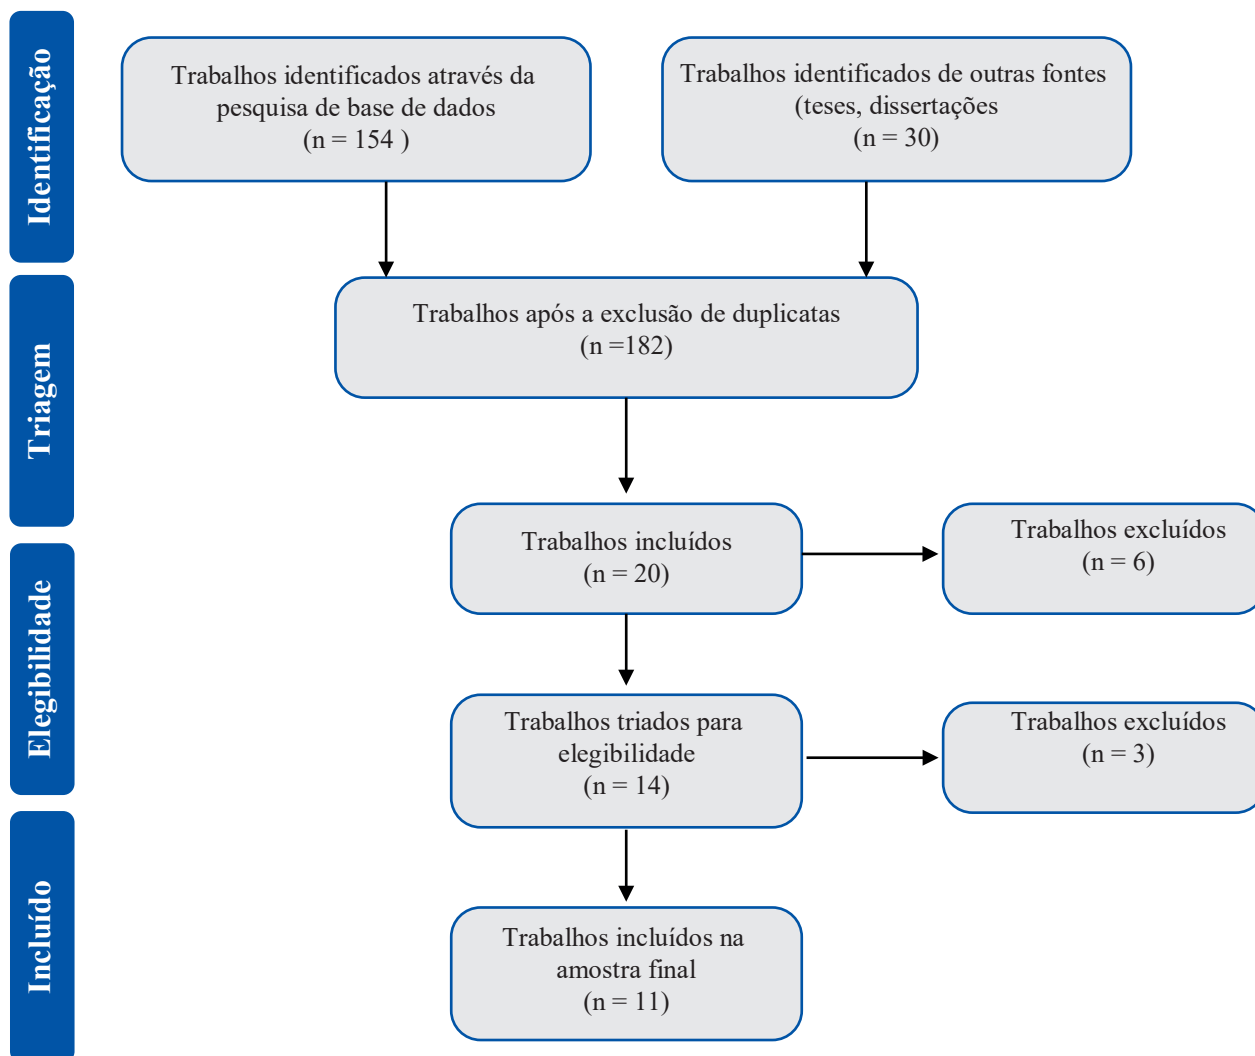 Identificação
Trabalhos identificados através da
pesquisa de base de dados
(n = 154 )
Trabalhos identificados de outras fontes
(teses, dissertações
(n = 30)
Triagem
Trabalhos após a exclusão de duplicatas
(n =182)
Trabalhos incluídos
(n = 20)
Trabalhos excluídos
(n = 6)
Elegibilidade
Trabalhos triados para
elegibilidade
(n = 14)
Trabalhos excluídos
(n = 3)
Incluído
Trabalhos incluídos na
amostra final
(n = 11)